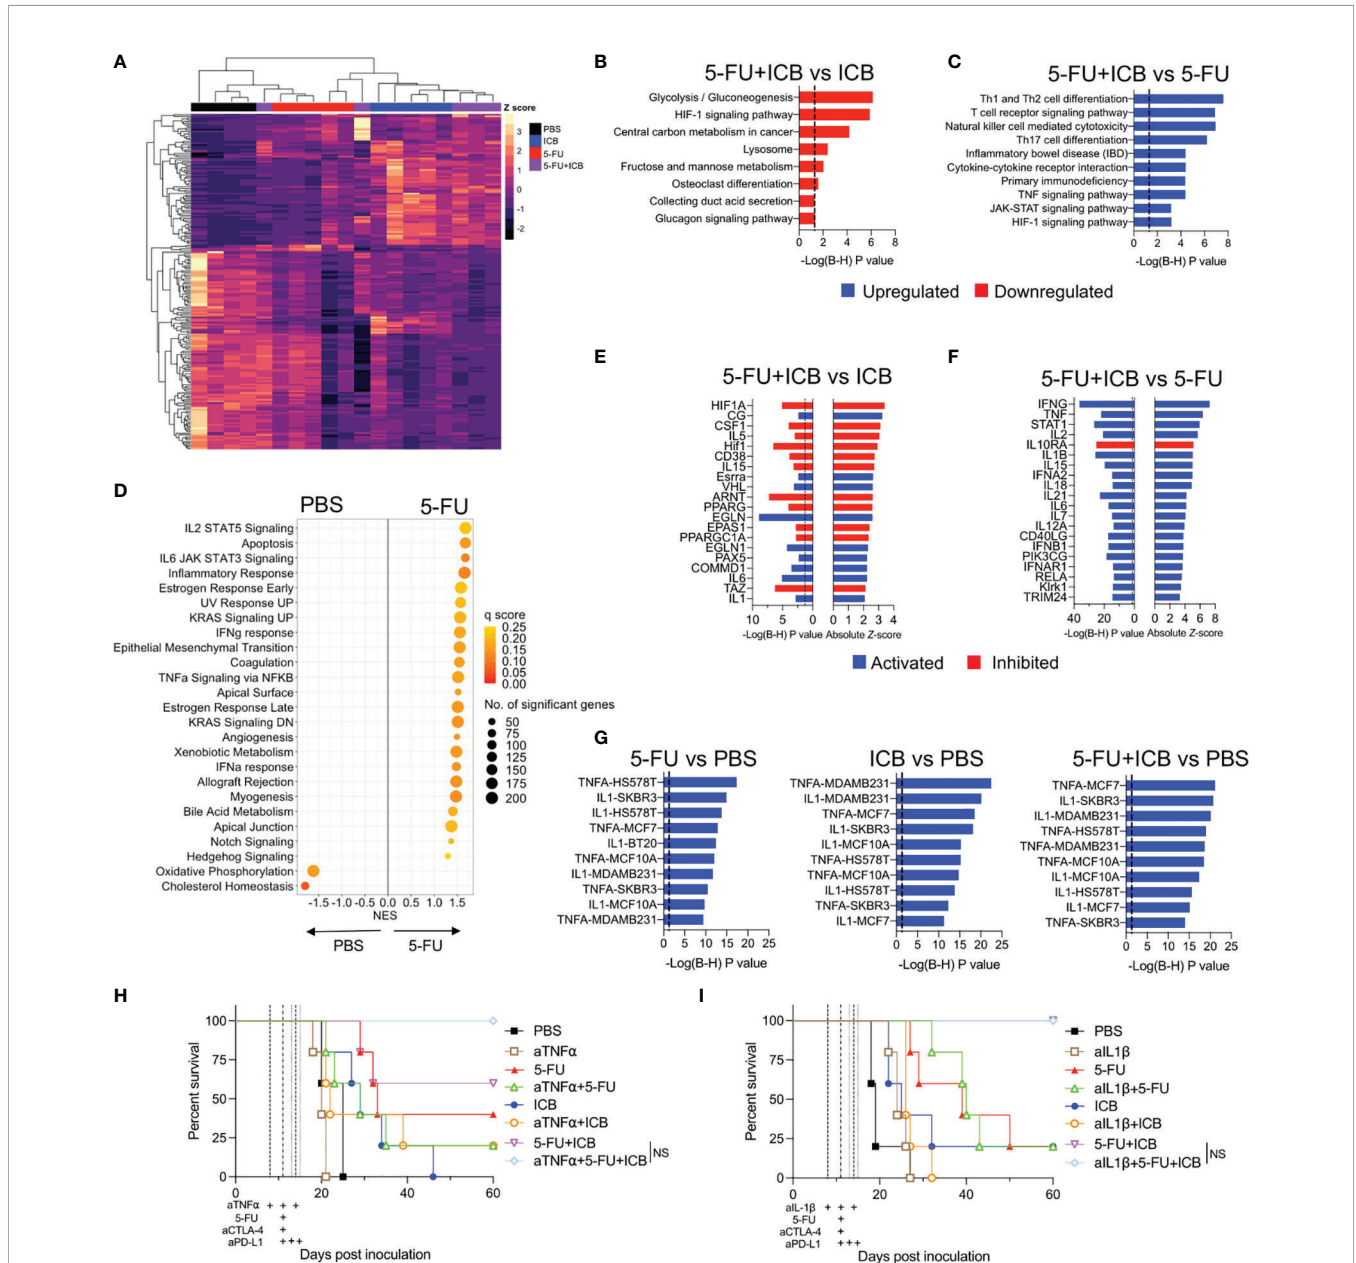 A
Z score
3
2
1
0
-1
-2
PBS
ICB
5-FU
5-FU+ICB
B
5-FU+ICB vs ICB
Glycolysis / Gluconeogenesis
HIF-1 signaling pathway
Central carbon metabolism in cancer
Lysosome
Fructose and mannose metabolism
Osteoclast differentiation
Collecting duct acid secretion
Glucagon signaling pathway
0 2 4 6 8
-Log(B-H) P value
C
5-FU+ICB vs 5-FU
Th1 and Th2 cell differentiation
T cell receptor signaling pathway
Natural killer cell mediated cytotoxicity
Th17 cell differentiation
Inflammatory bowel disease (IBD)
Cytokine-cytokine receptor interaction
Primary immunodeficiency
TNF signaling pathway
JAK-STAT signaling pathway
HIF-1 signaling pathway
0 2 4 6 8
-Log(B-H) P value
Upregulated Downregulated
D
PBS 5-FU
IL2 STAT5 Signaling
Apoptosis
IL6 JAK STAT3 Signaling
Inflammatory Response
Estrogen Response Early
UV Response UP
KRAS Signaling UP
IFNg response
Epithelial Mesenchymal Transition
Coagulation
TNFa Signaling via NFKB
Apical Surface
Estrogen Response Late
KRAS Signaling DN
Angiogenesis
Xenobiotic Metabolism
IFNa response
Allograft Rejection
Myogenesis
Bile Acid Metabolism
Apical Junction
Notch Signaling
Hedgehog Signaling
Oxidative Phosphorylation
Cholesterol Homeostasis
-1.5 -1.0 -0.5 0.0 0.5 1.0 1.5
NES
PBS 5-FU
q score
0.25
0.20
0.15
0.10
0.05
0.00
No. of significant genes
50
75
100
125
150
175
200
E
5-FU+ICB vs ICB
HIF1A
CG
CSF1
IL5
Hif1
CD38
IL15
Esrra
VHL
ARNT
PPARG
EGLN
EPAS1
PPARGC1A
EGLN1
PAX5
COMMD1
IL6
TAZ
IL1
10 5 0 0 1 2 3 4
-Log(B-H) P value Absolute Z-score
F
5-FU+ICB vs 5-FU
IFNG
TNF
STAT1
IL2
IL10RA
IL1B
IL15
IFNA2
IL18
IL21
IL6
IL7
IL12A
CD40LG
IFNB1
PIK3CG
IFNAR1
RELA
Klrk1
TRIM24
40 20 0 0 2 4 6 8
-Log(B-H) P value Absolute Z-score
Activated Inhibited
G
5-FU vs PBS
TNFA-HS578T
IL1-SKBR3
IL1-HS578T
TNFA-MCF7
IL1-BT20
TNFA-MCF10A
IL1-MDAMB231
TNFA-SKBR3
IL1-MCF10A
TNFA-MDAMB231
0 5 10 15 20 25
-Log(B-H) P value
ICB vs PBS
TNFA-MDAMB231
IL1-MDAMB231
TNFA-MCF7
IL1-SKBR3
IL1-MCF10A
TNFA-HS578T
TNFA-MCF10A
IL1-HS578T
TNFA-SKBR3
IL1-MCF7
0 5 10 15 20 25
-Log(B-H) P value
5-FU+ICB vs PBS
TNFA-MCF7
IL1-SKBR3
IL1-MDAMB231
TNFA-HS578T
TNFA-MDAMB231
TNFA-MCF10A
IL1-MCF10A
IL1-HS578T
IL1-MCF7
TNFA-SKBR3
0 5 10 15 20 25
-Log(B-H) P value
H
Percent survival
100
75
50
25
0
0 20 40 60
aTNFα + + +
5-FU +
aCTLA-4 +
aPD-L1 + + +
Days post inoculation
PBS
aTNFα
5-FU
aTNFα+5-FU
ICB
aTNFα+ICB
5-FU+ICB
aTNFα+5-FU+ICB
NS
I
Percent survival
100
75
50
25
0
0 20 40 60
aIL-1β + + +
5-FU +
aCTLA-4 +
aPD-L1 + + +
Days post inoculation
PBS
aIL1β
5-FU
aIL1β+5-FU
ICB
aIL1β+ICB
5-FU+ICB
aIL1β+5-FU+ICB
NS